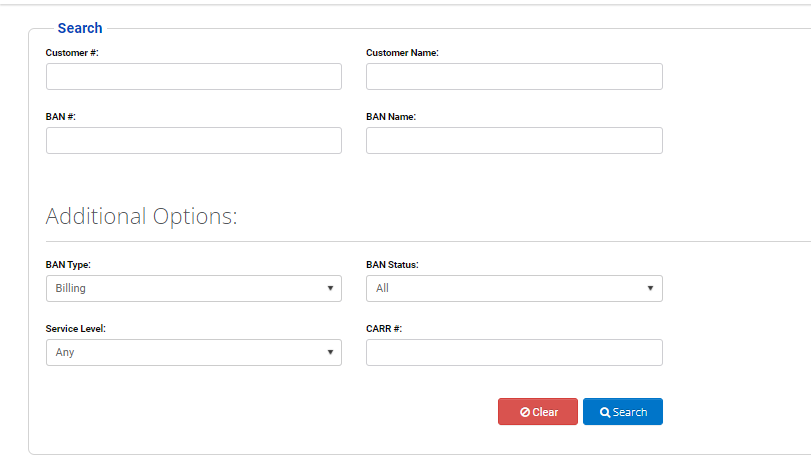 Search
Customer #: Customer Name:
BAN #: BAN Name:
Additional Options:
BAN Type: BAN Status:
Billing All
Service Level: CARR #:
Any
Clear Search